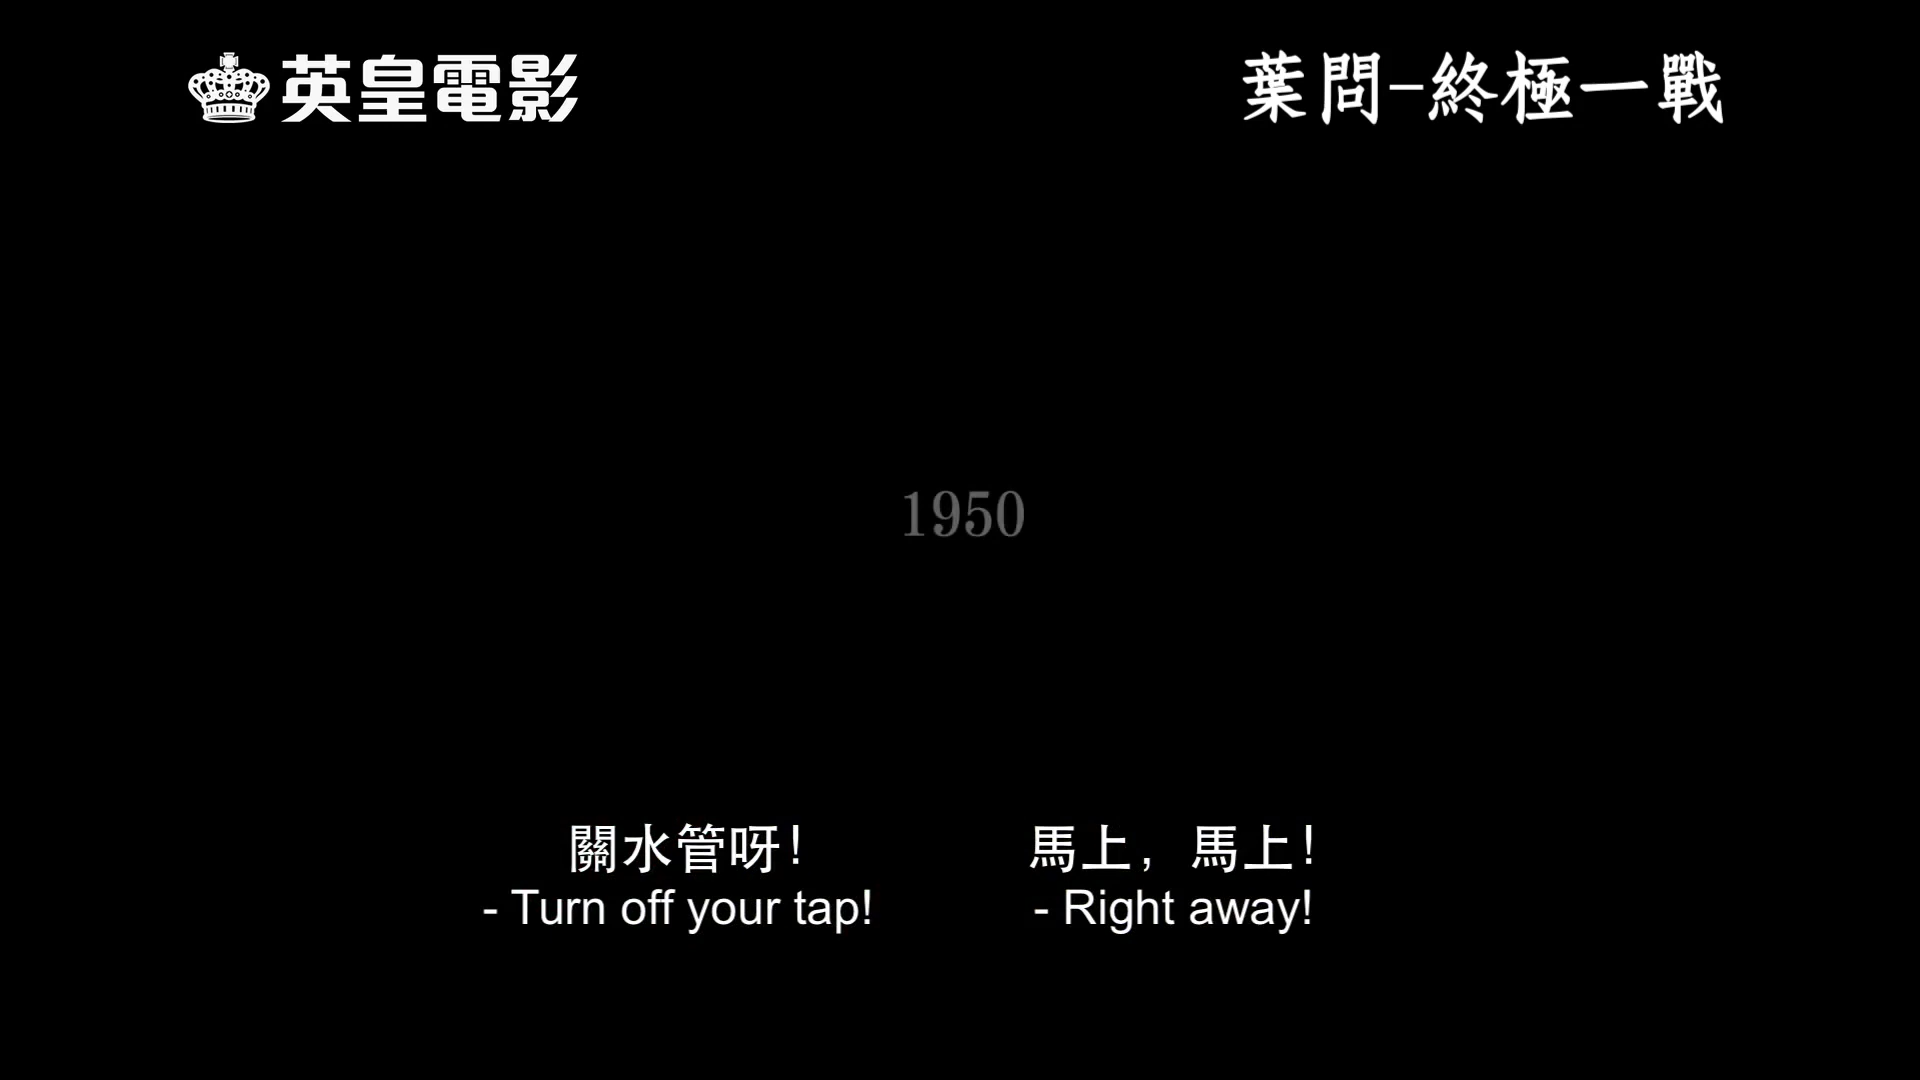 英皇電影
葉問-終極一戰
1950
關水管呀!
馬上，馬上!
- Turn off your tap!
- Right away!